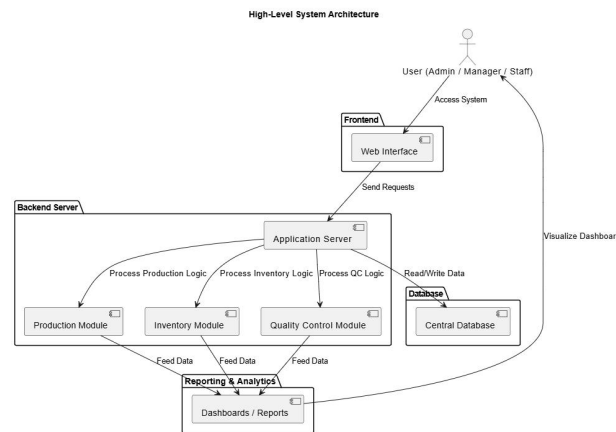 High-Level System Architecture
User (Admin / Manager / Staff)
Access System
Frontend
Web Interface
Send Requests
Backend Server
Application Server
Visualize Dashboar
Process Production Logic
Process Inventory Logic
Process QC Logic
Read/Write Data
Database
Production Module
Inventory Module
Quality Control Module
Central Database
Feed Data
Feed Data
Feed Data
Reporting & Analytics
Dashboards / Reports